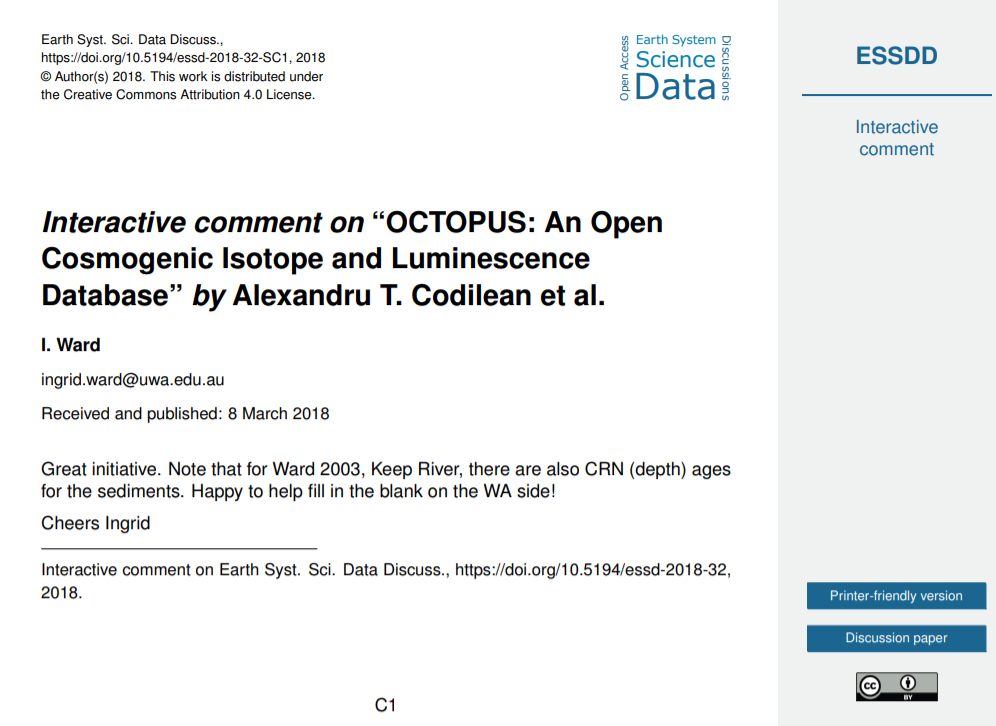 Earth Syst. Sci. Data Discuss.,
https://doi.org/10.5194/essd-2018-32-SC1, 2018
© Author(s) 2018. This work is distributed under
the Creative Commons Attribution 4.0 License.
Open Access
Earth System
Science
Data
Discussions
ESSDD
Interactive
comment
Interactive comment on “OCTOPUS: An Open
Cosmogenic Isotope and Luminescence
Database” by Alexandru T. Codilean et al.
I. Ward
ingrid.ward@uwa.edu.au
Received and published: 8 March 2018
Great initiative. Note that for Ward 2003, Keep River, there are also CRN (depth) ages
for the sediments. Happy to help fill in the blank on the WA side!
Cheers Ingrid
Interactive comment on Earth Syst. Sci. Data Discuss., https://doi.org/10.5194/essd-2018-32,
2018.
Printer-friendly version
Discussion paper
cc
BY
C1